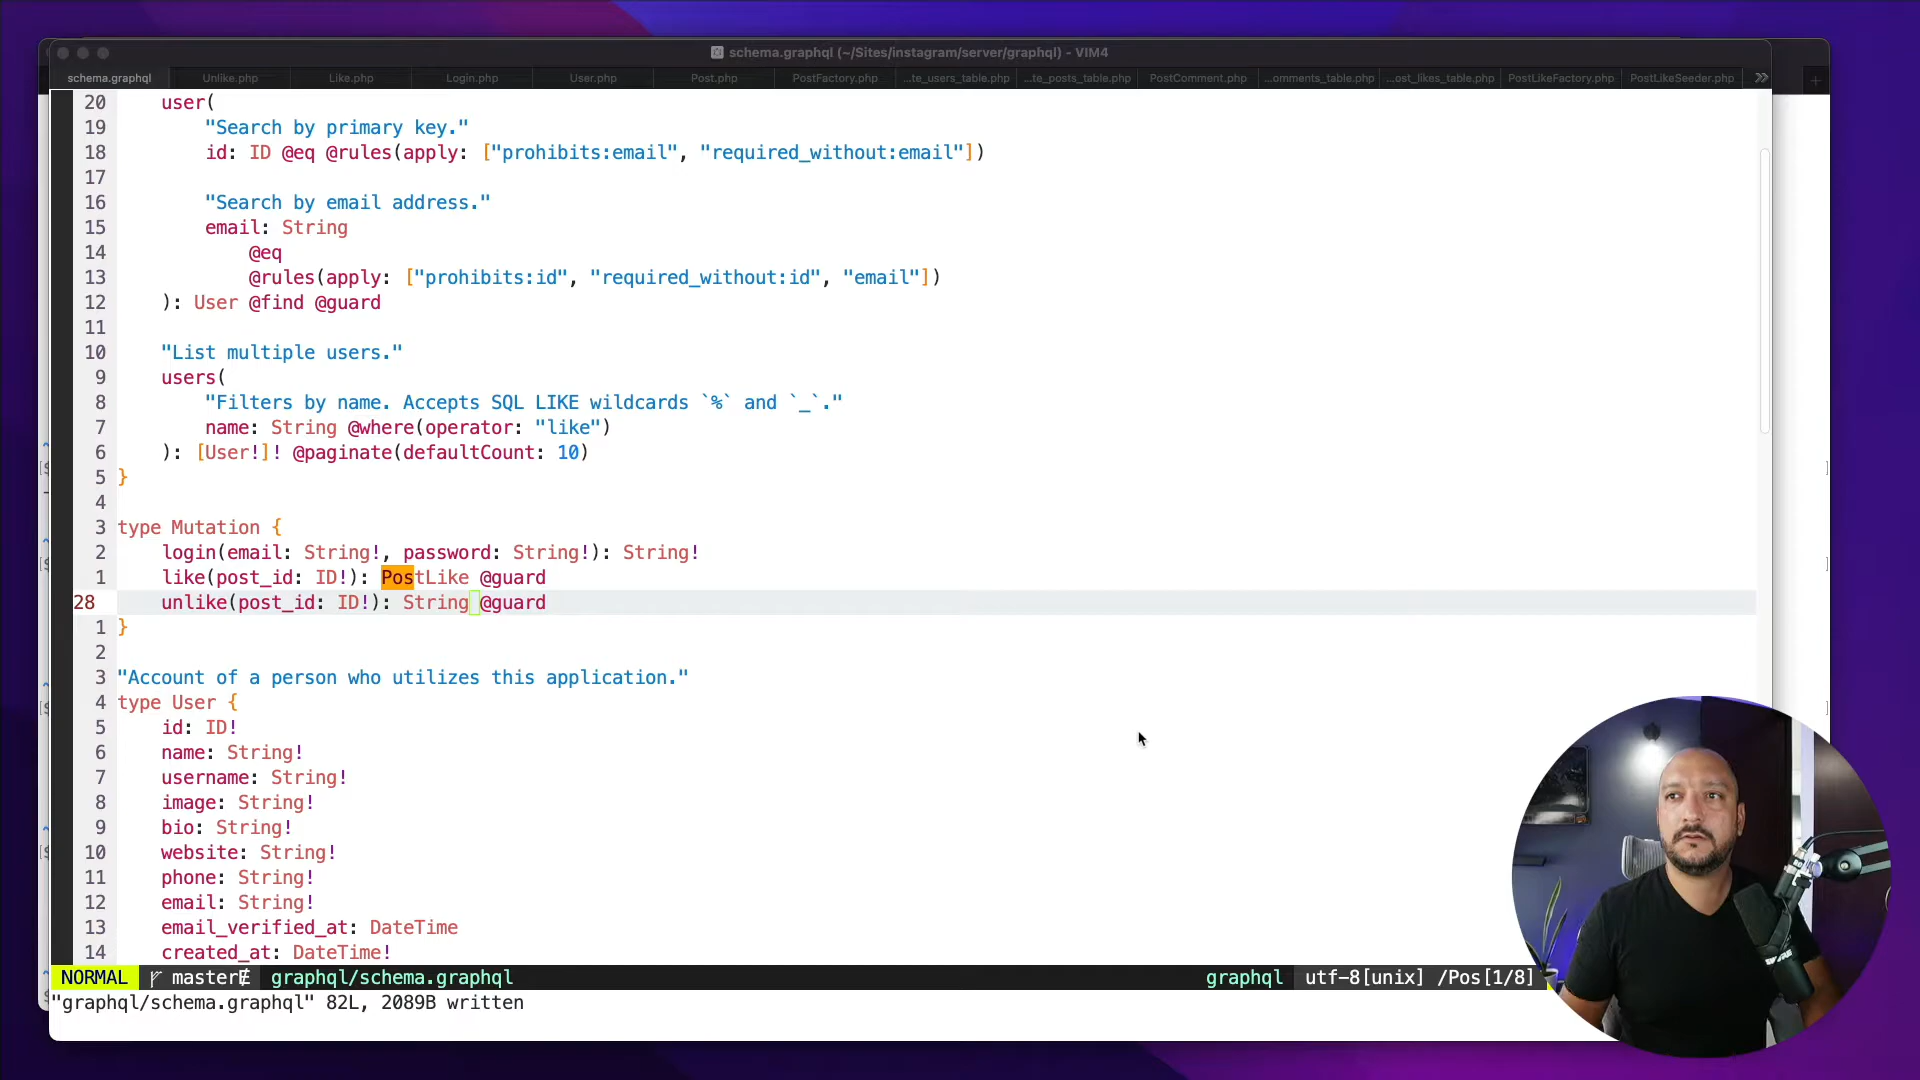 schema.graphql (~/Sites/instagram/server/graphql) - VIM4
schema.graphql Unlike.php Like.php Login.php User.php Post.php PostFactory.php ...te_users_table.php ...te_posts_table.php PostComment.php ...omments_table.php ...ost_likes_table.php PostLikeFactory.php PostLikeSeeder.php
20 user(
19 "Search by primary key."
18 id: ID @eq @rules(apply: ["prohibits:email", "required_without:email"])
17
16 "Search by email address."
15 email: String
14 @eq
13 @rules(apply: ["prohibits:id", "required_without:id", "email"])
12 ): User @find @guard
11
10 "List multiple users."
9 users(
8 "Filters by name. Accepts SQL LIKE wildcards `%` and `_`."
7 name: String @where(operator: "like")
6 ): [User!]! @paginate(defaultCount: 10)
5 }
4
3 type Mutation {
2 login(email: String!, password: String!): String!
1 like(post_id: ID!): PostLike @guard
28 unlike(post_id: ID!): String @guard
1 }
2
3 "Account of a person who utilizes this application."
4 type User {
5 id: ID!
6 name: String!
7 username: String!
8 image: String!
9 bio: String!
10 website: String!
11 phone: String!
12 email: String!
13 email_verified_at: DateTime
14 created_at: DateTime!
NORMAL master graphql/schema.graphql graphql utf-8[unix] /Pos[1/8]
"graphql/schema.graphql" 82L, 2089B written